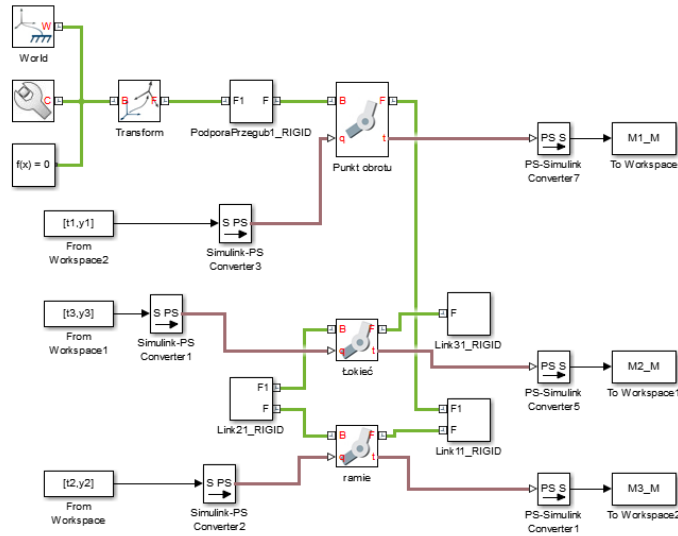 W
World
C
B F
Transform
f(x) = 0
F1 F
PodporaPrzegub1_RIGID
B F
q t
Punkt obrotu
PS S
PS-Simulink
Converter7
M1_M
To Workspace
[t1,y1]
From
Workspace2
S PS
Simulink-PS
Converter3
[t3,y3]
From
Workspace1
S PS
Simulink-PS
Converter1
B F
q t
Łokieć
F
Link31_RIGID
PS S
PS-Simulink
Converter5
M2_M
To Workspace1
F1
F
Link21_RIGID
B F
q t
ramie
F1
F
Link11_RIGID
[t2,y2]
From
Workspace
S PS
Simulink-PS
Converter2
PS S
PS-Simulink
Converter1
M3_M
To Workspace2